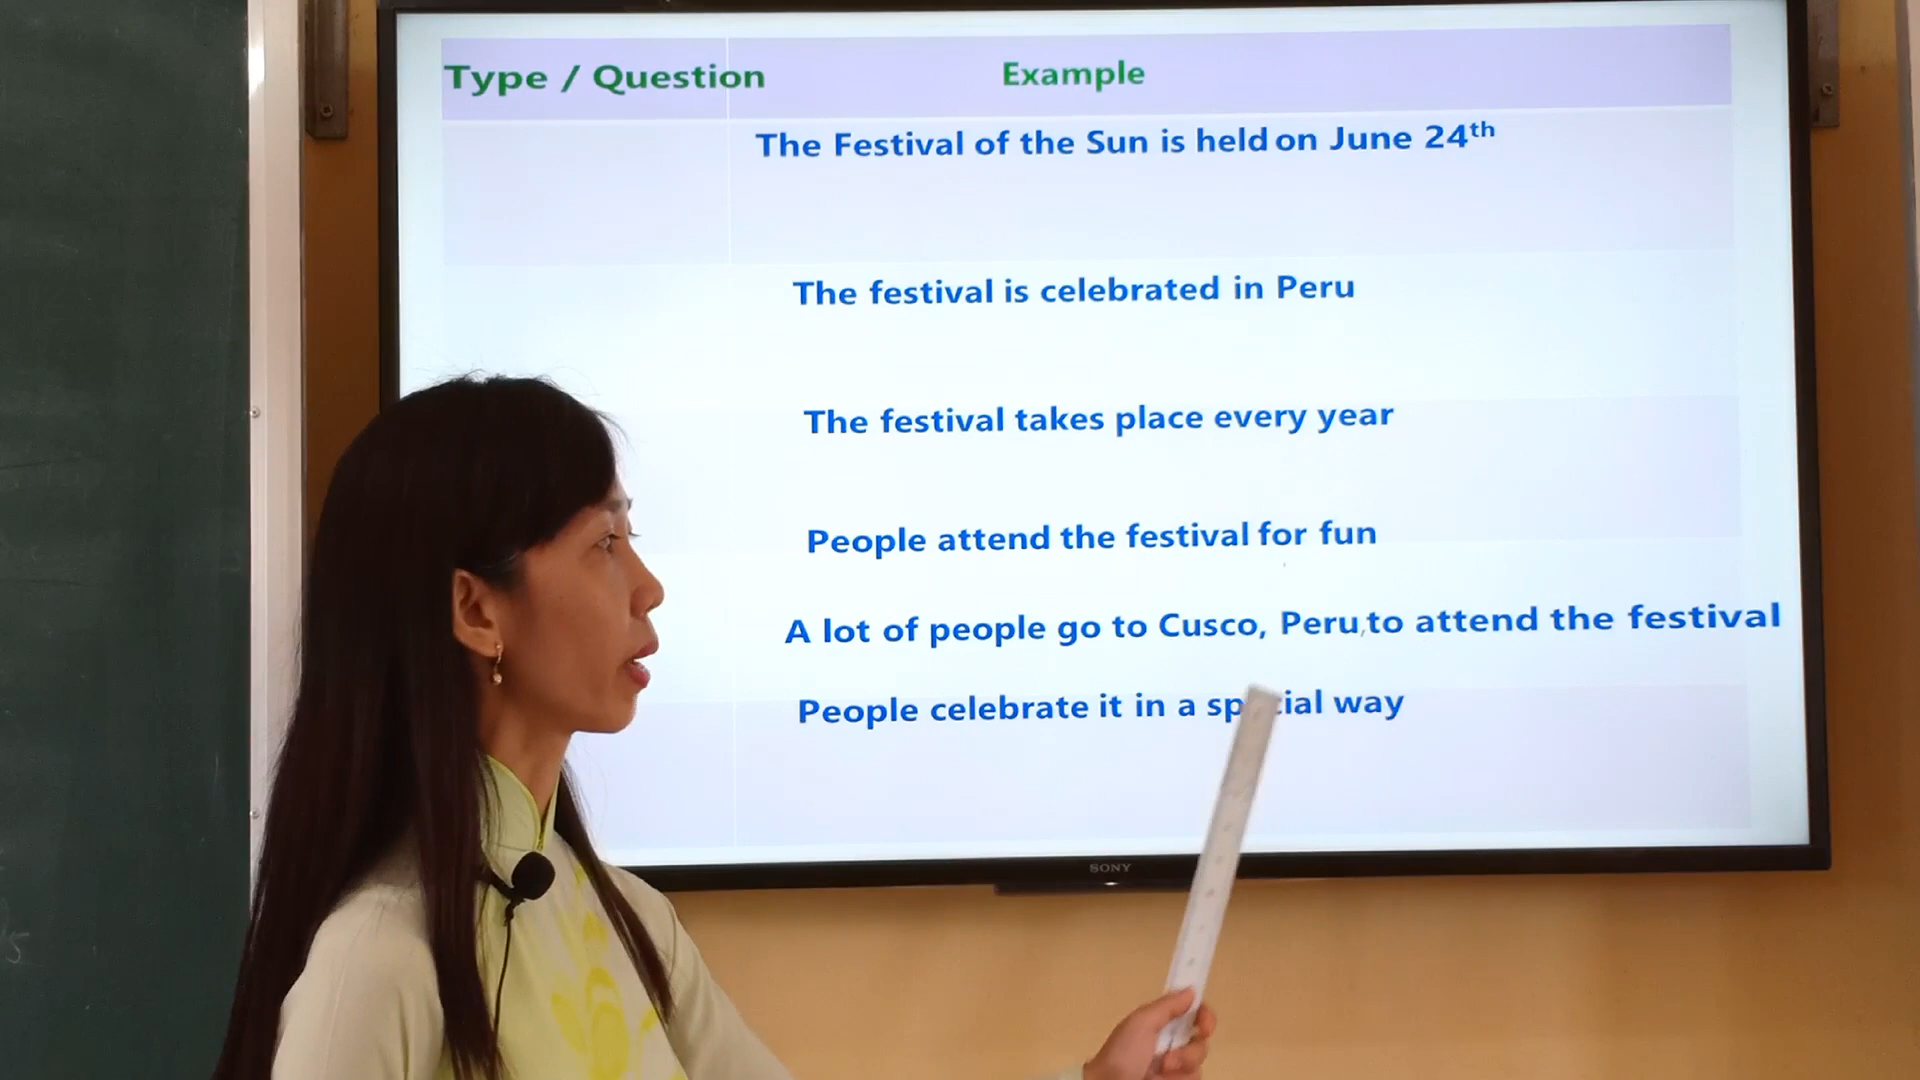 Type / Question
Example
The Festival of the Sun is held on June 24th
The festival is celebrated in Peru
The festival takes place every year
People attend the festival for fun
A lot of people go to Cusco, Peru,to attend the festival
People celebrate it in a special way
SONY